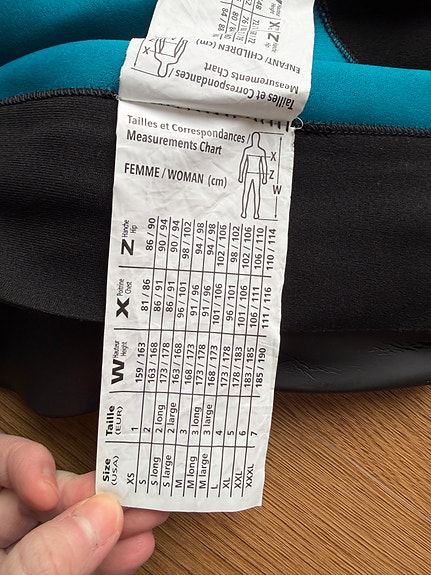 Tailles et Correspondances
Measurements Chart
ENFANT/CHILDREN (cm)
X
Z
Tailles et Correspondances/
Measurements Chart
FEMME / WOMAN (cm)
X
Z
W
Size (USA) Taille (EUR) W Hauteur Height X Poitrine Chest Z Hanche Hip
XS 1 159 / 163 81 / 86 86 / 90
S 2 163 / 168 86 / 91 90 / 94
S long 2 long 173 / 178 86 / 91 90 / 94
S large 2 large 163 / 168 96 / 101 98 / 102
M 3 168 / 173 91 / 96 94 / 98
M long 3 long 173 / 178 91 / 96 94 / 98
M large 3 large 168 / 173 101 / 106 102 / 106
L 4 173 / 178 96 / 101 98 / 102
XL 5 178 / 183 101 / 106 102 / 106
XXL 6 183 / 185 106 / 111 106 / 110
XXXL 7 185 / 190 111 / 116 110 / 114